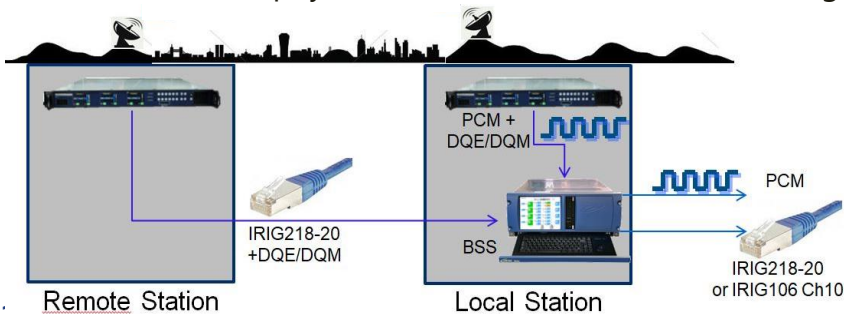 PCM +
DQE/DQM
PCM
IRIG218-20
+DQE/DQM
BSS
IRIG218-20
or IRIG106 Ch10
Remote Station
Local Station